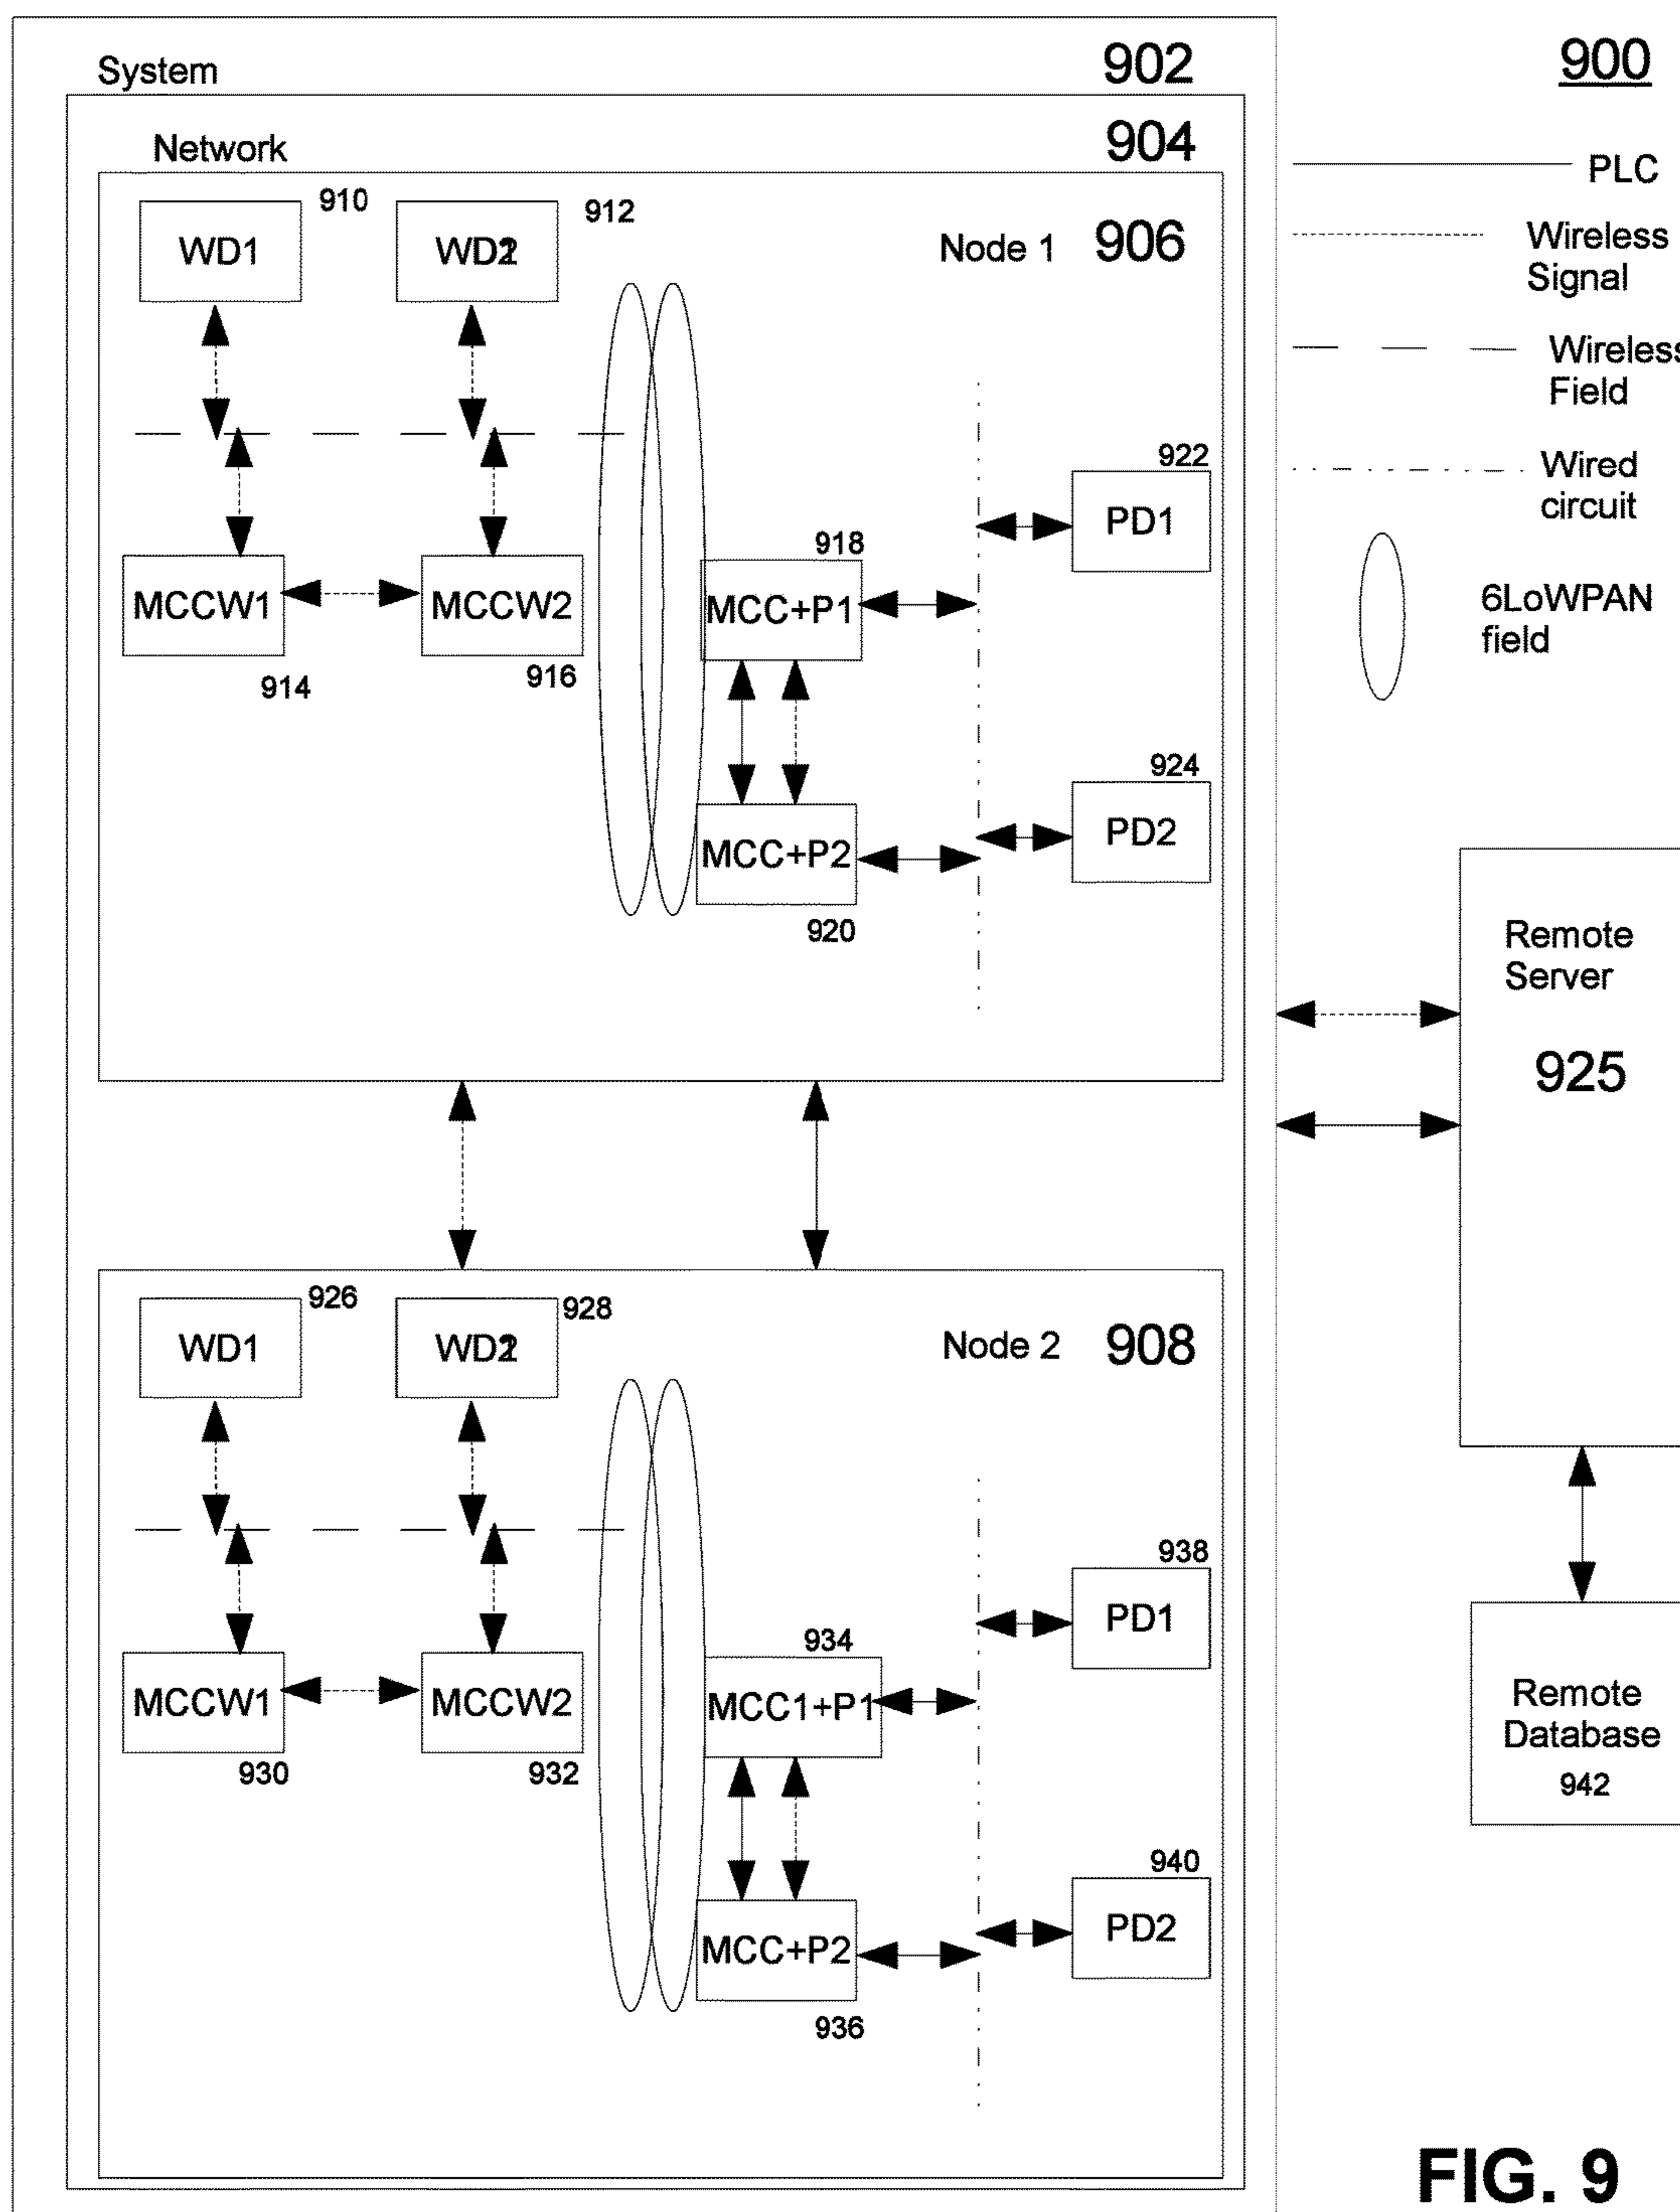 System 902 900
Network 904
PLC
910 912
WD1
Node 1 906
Wireless
Signal
Wireless
Field
922
Wired
circuit
PD1
918
MCCW1 MCCW2 MCC+P1
6LoWPAN
field
914 916
924
PD2
MCC+P2
920
Remote
Server
925
926 928
WD1
Node 2 908
938
PD1
934
MCCW1 MCCW2 MCC1+P1
930 932
Remote
Database
942
940
PD2
MCC+P2
936
FIG. 9